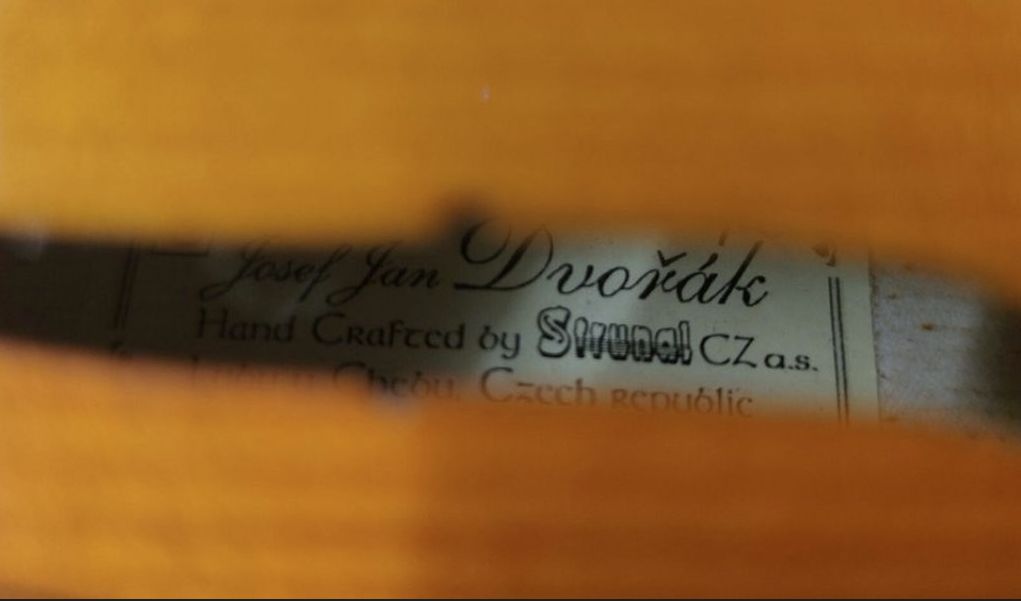 Josef Jan Dvořák
Hand Crafted by Strunal CZ a.s.
Chebu, Czech republic